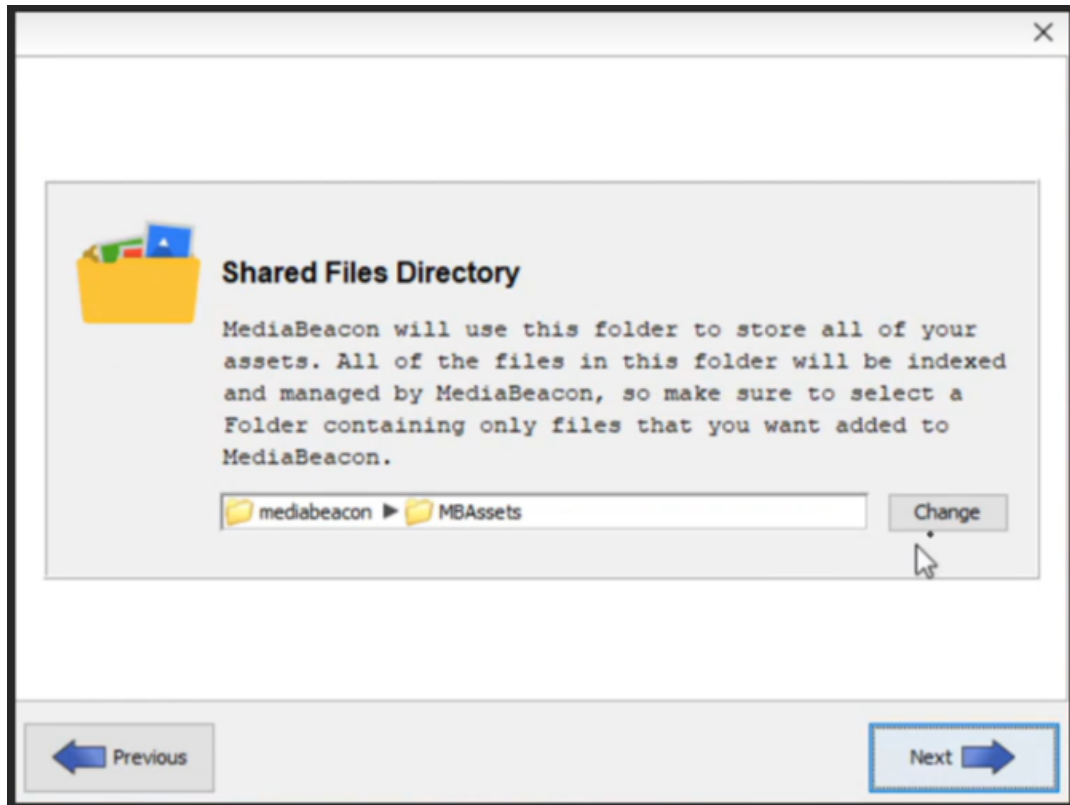 Shared Files Directory
MediaBeacon will use this folder to store all of your
assets. All of the files in this folder will be indexed
and managed by MediaBeacon, so make sure to select a
Folder containing only files that you want added to
MediaBeacon.
mediabeacon MBAssets
Change
Previous
Next